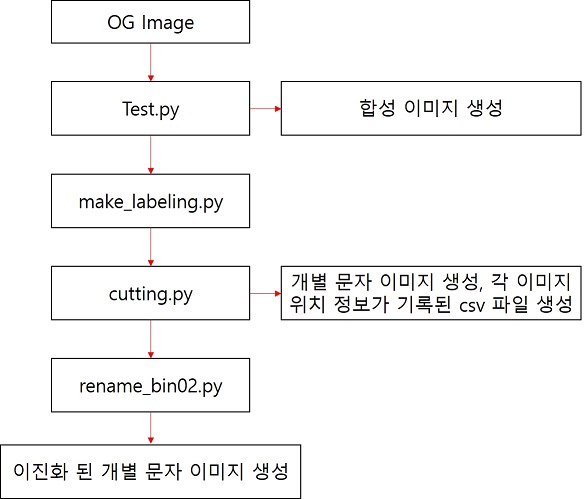 OG Image
Test.py
합성 이미지 생성
make_labeling.py
cutting.py
개별 문자 이미지 생성, 각 이미지
위치 정보가 기록된 csv 파일 생성
rename_bin02.py
이진화 된 개별 문자 이미지 생성